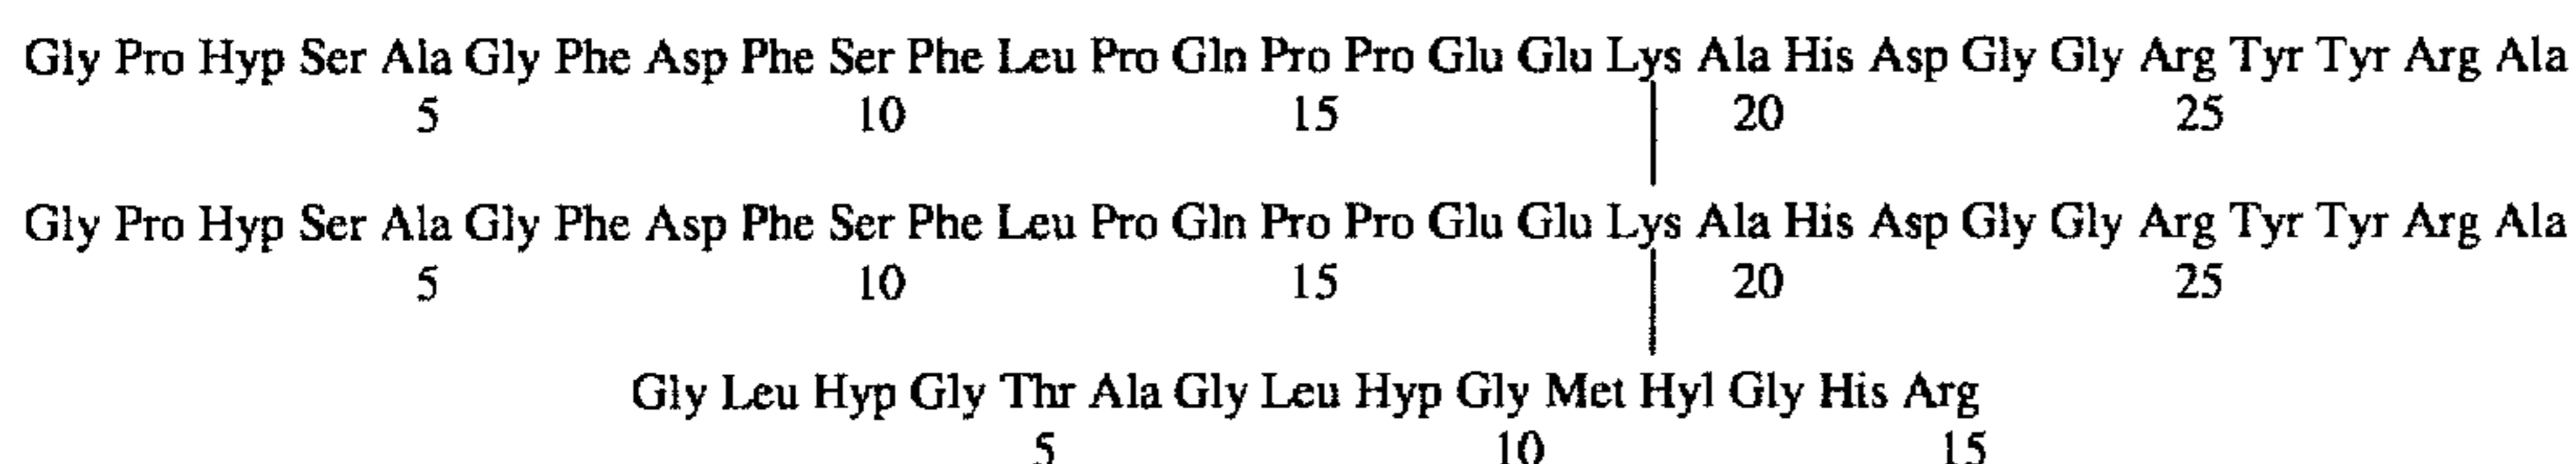 Gly Pro Hyp Ser Ala Gly Phe Asp Phe Ser Phe Leu Pro Gln Pro Pro Glu Glu Lys Ala His Asp Gly Gly Arg Tyr Tyr Arg Ala
5 10 15 20 25
Gly Pro Hyp Ser Ala Gly Phe Asp Phe Ser Phe Leu Pro Gln Pro Pro Glu Glu Lys Ala His Asp Gly Gly Arg Tyr Tyr Arg Ala
5 10 15 20 25
Gly Leu Hyp Gly Thr Ala Gly Leu Hyp Gly Met Hyl Gly His Arg
5 10 15